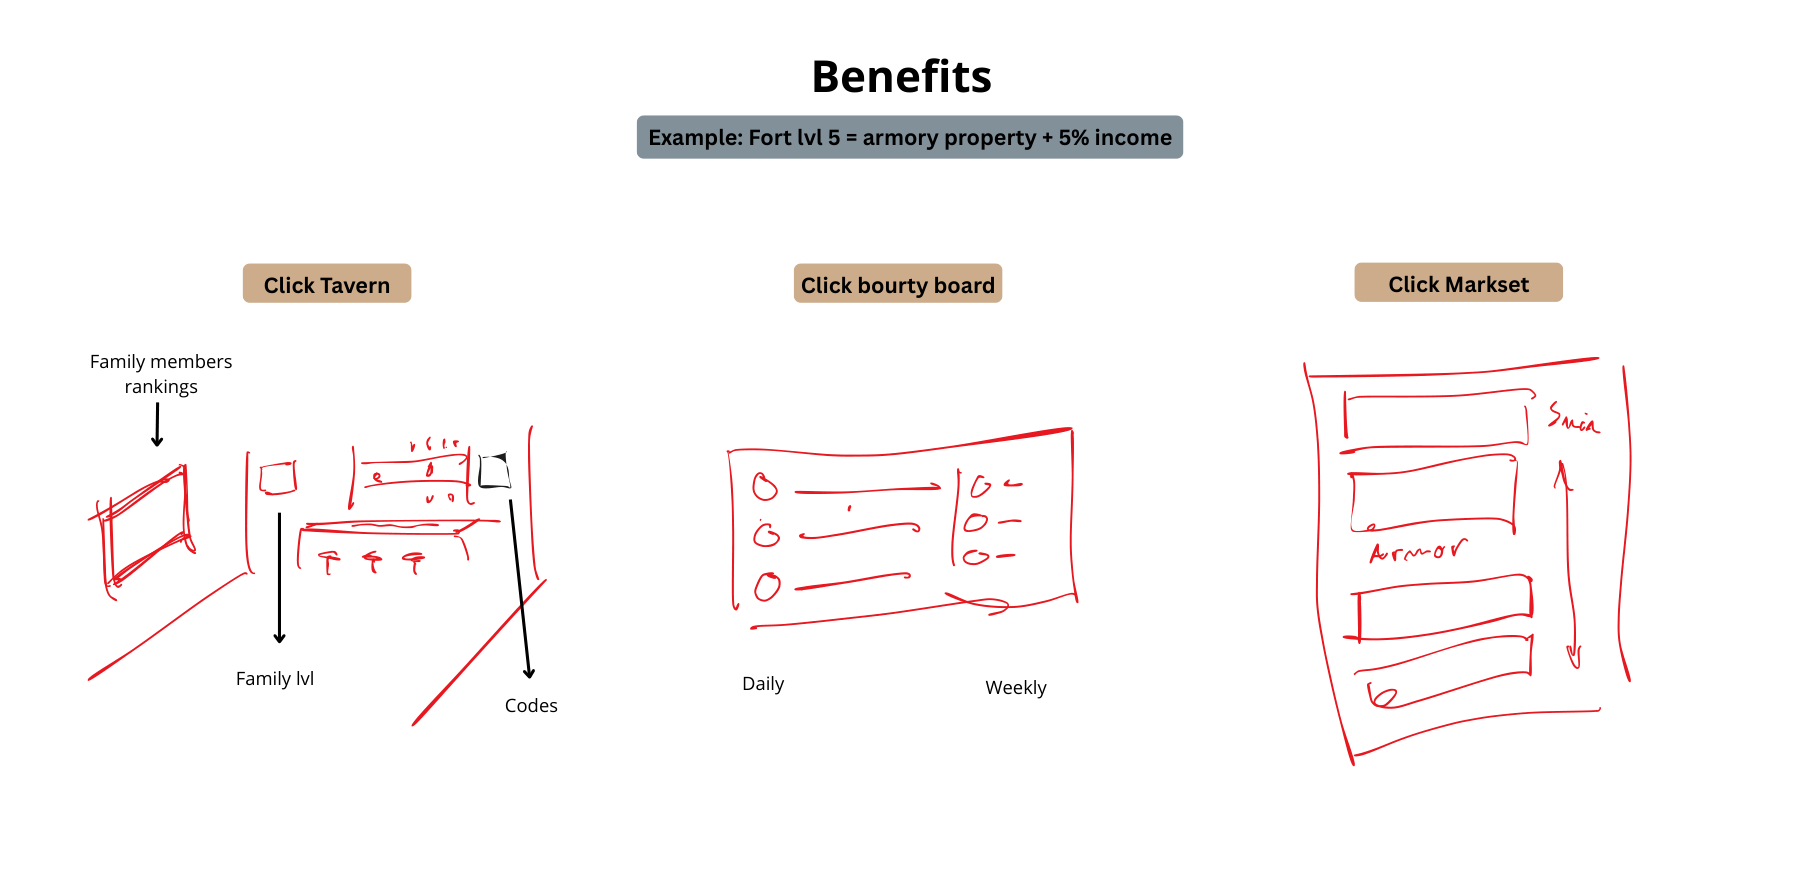 Benefits
Example: Fort lvl 5 = armory property + 5% income
Click Tavern
Click bourty board
Click Markset
Family members
rankings
Armor
Family lvl
Codes
Daily
Weekly